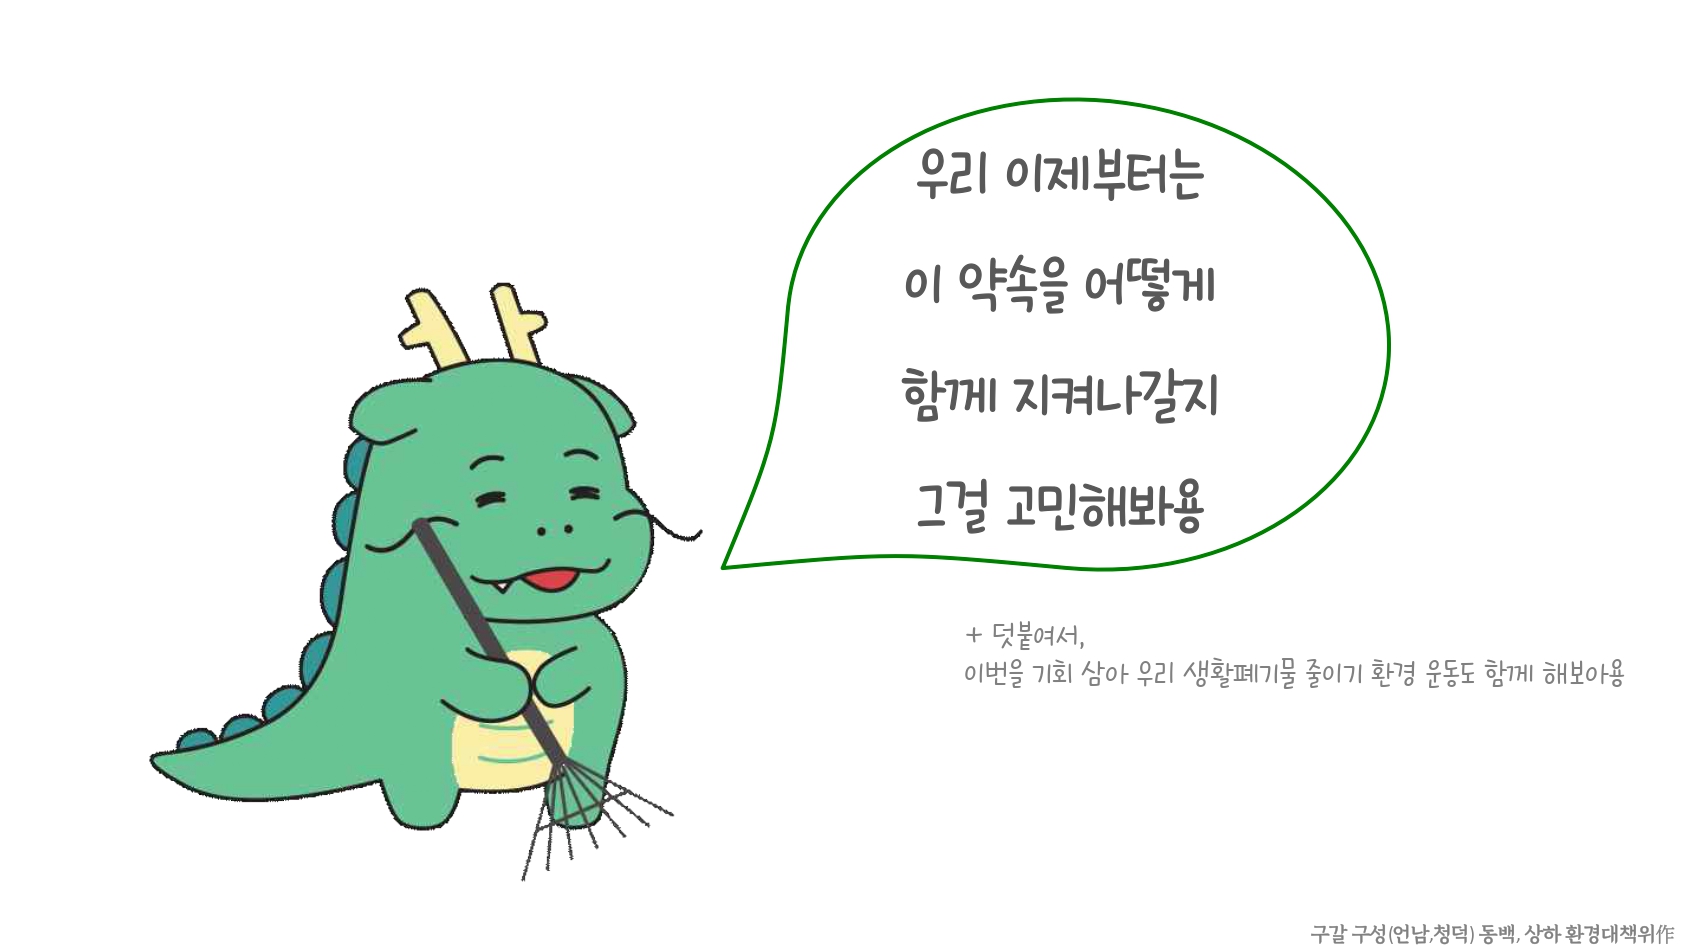 우리 이제부터는
이 약속을 어떻게
함께 지켜나갈지
그걸 고민해봐용
+ 덧붙여서,
이번을 기회 삼아 우리 생활폐기물 줄이기 환경 운동도 함께 해보아용
구갈 구성(언남,청덕) 동백, 상하 환경대책위作